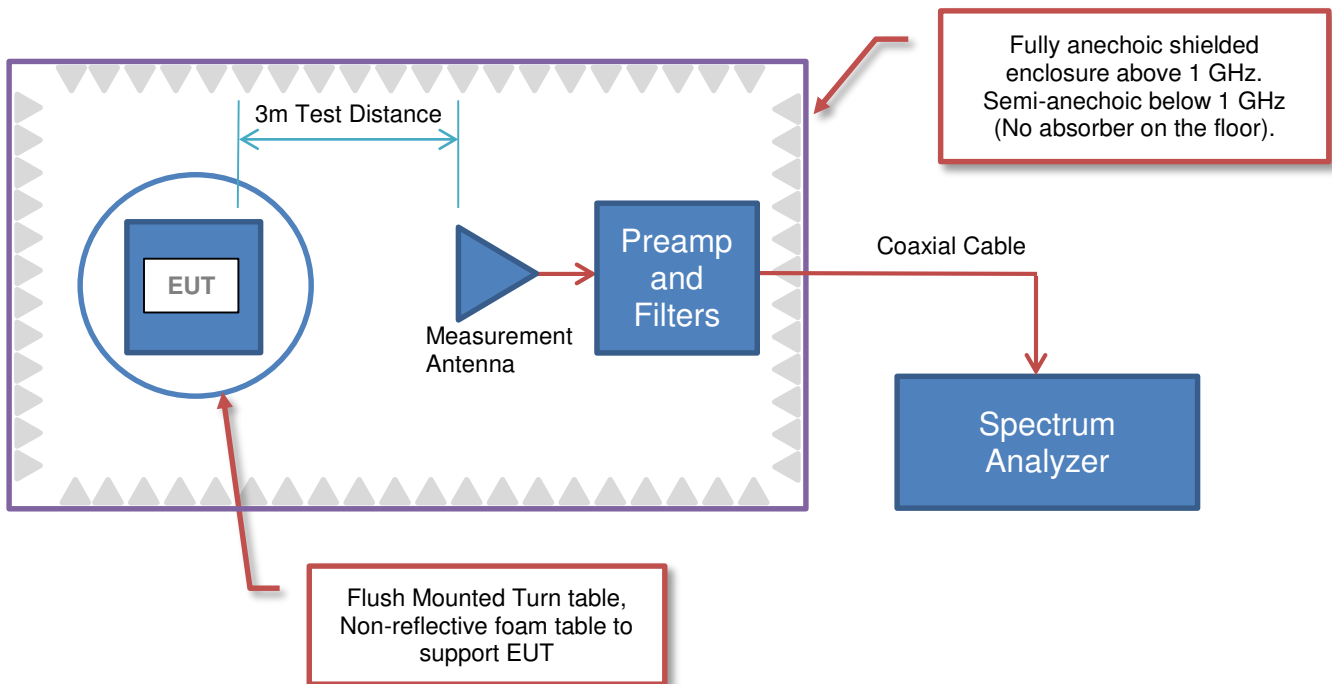 Fully anechoic shielded
enclosure above 1 GHz.
Semi-anechoic below 1 GHz
(No absorber on the floor).
3m Test Distance
EUT
Measurement
Antenna
Preamp
and
Filters
Coaxial Cable
Spectrum
Analyzer
Flush Mounted Turn table,
Non-reflective foam table to
support EUT